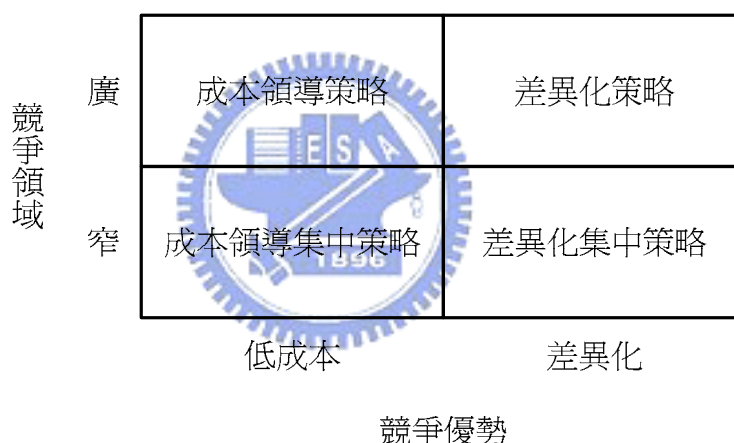 競爭領域
廣
成本領導策略
差異化策略
ESA
窄
成本領導集中策略
差異化集中策略
1896
低成本
差異化
競爭優勢